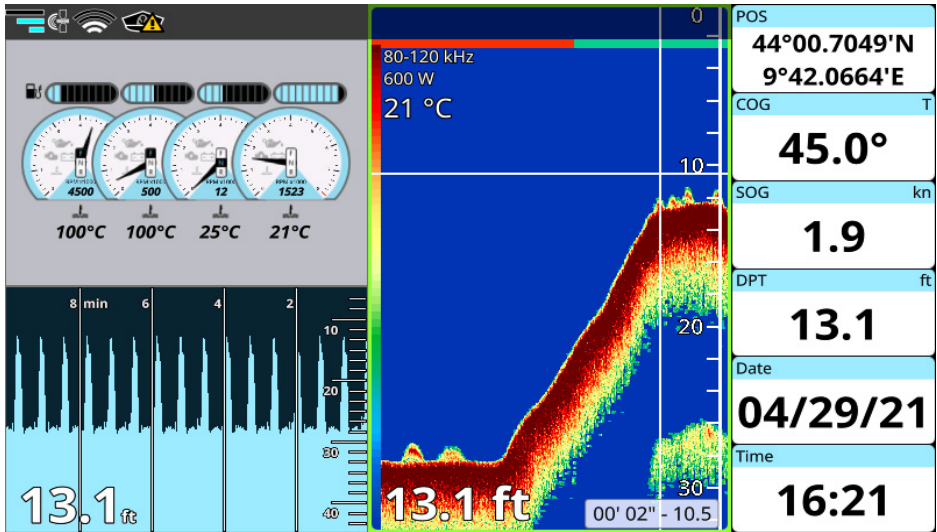 4500
500
12
1523
100°C
100°C
25°C
21°C
8 min
6
4
2
10
20
30
40
13.1 ft
0
80-120 kHz
600 W
21 °C
10
20
30
13.1 ft
00' 02" - 10.5
POS
44°00.7049'N
9°42.0664'E
COG T
45.0°
SOG kn
1.9
DPT ft
13.1
Date
04/29/21
Time
16:21